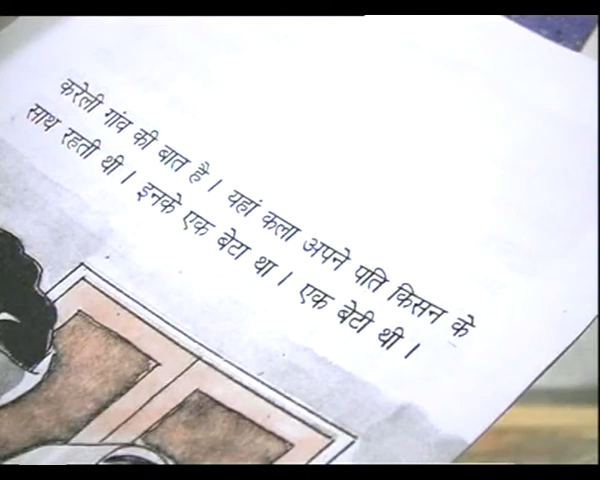 करेली गांव की बात है । यहां कला अपने पति किसन के
साथ रहती थी । इनके एक बेटा था । एक बेटी थी ।